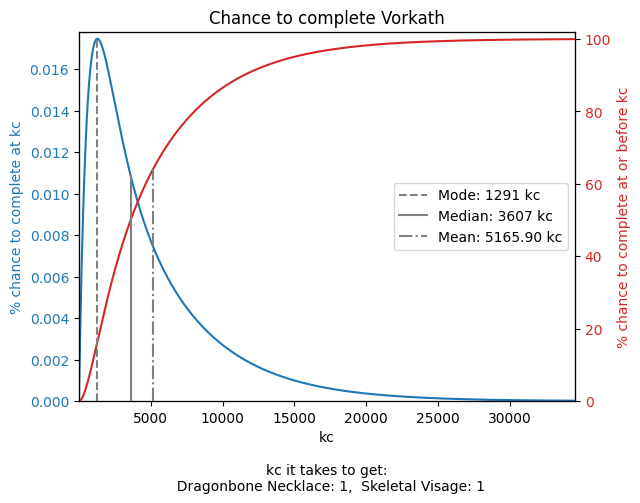 Chance to complete Vorkath
% chance to complete at kc
0.016
0.014
0.012
0.010
0.008
0.006
0.004
0.002
0.000
Mode: 1291 kc
Median: 3607 kc
Mean: 5165.90 kc
100
80
60
40
20
0
% chance to complete at or before kc
5000 10000 15000 20000 25000 30000
kc
kc it takes to get:
Dragonbone Necklace: 1,  Skeletal Visage: 1